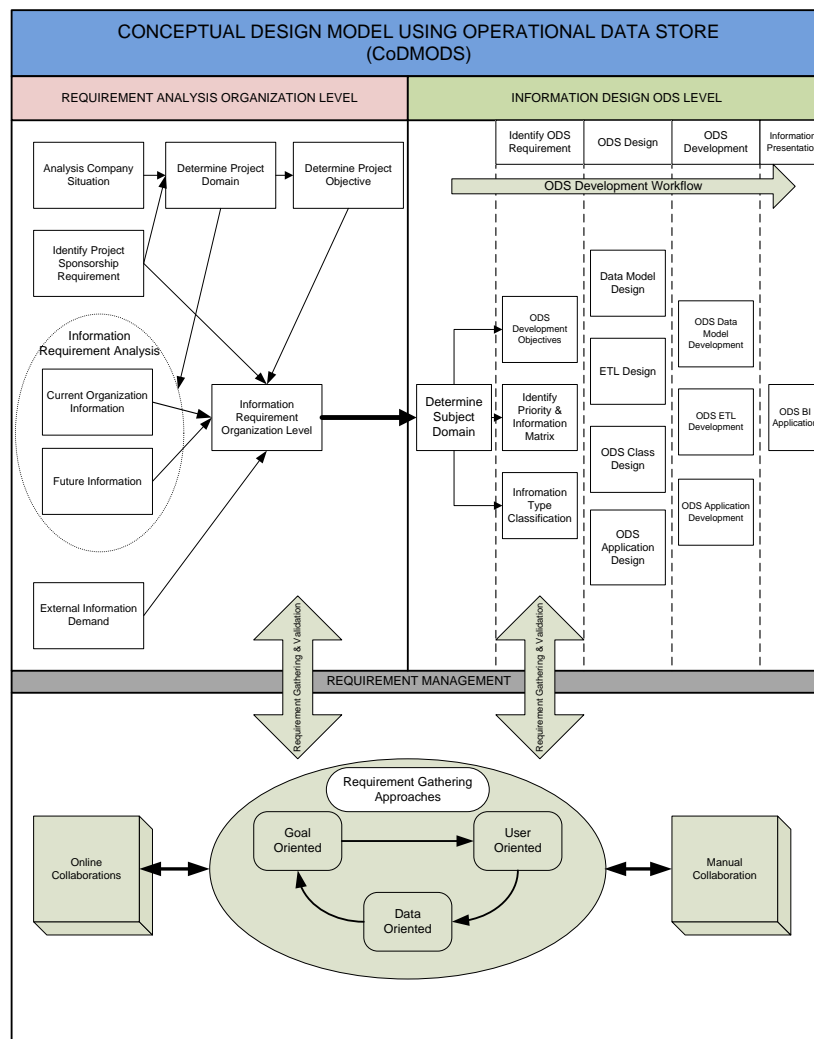 CONCEPTUAL DESIGN MODEL USING OPERATIONAL DATA STORE
(CoDMODS)
REQUIREMENT ANALYSIS ORGANIZATION LEVEL
INFORMATION DESIGN ODS LEVEL
Identify ODS
Requirement
ODS Design
ODS
Development
Information
Presentation
ODS Development Workflow
Analysis Company
Situation
Determine Project
Domain
Determine Project
Objective
Identify Project
Sponsorship
Requirement
Information
Requirement Analysis
Current Organization
Information
Future Information
Information
Requirement
Organization Level
External Information
Demand
Determine
Subject
Domain
ODS
Development
Objectives
Identify
Priority &
Information
Matrix
Infromation
Type
Classification
Data Model
Design
ETL Design
ODS Class
Design
ODS
Application
Design
ODS Data
Model
Development
ODS ETL
Development
ODS Application
Development
ODS BI
Application
Requirement Gathering & Validation
Requirement Gathering & Validation
REQUIREMENT MANAGEMENT
Requirement Gathering
Approaches
Goal
Oriented
User
Oriented
Data
Oriented
Online
Collaborations
Manual
Collaboration